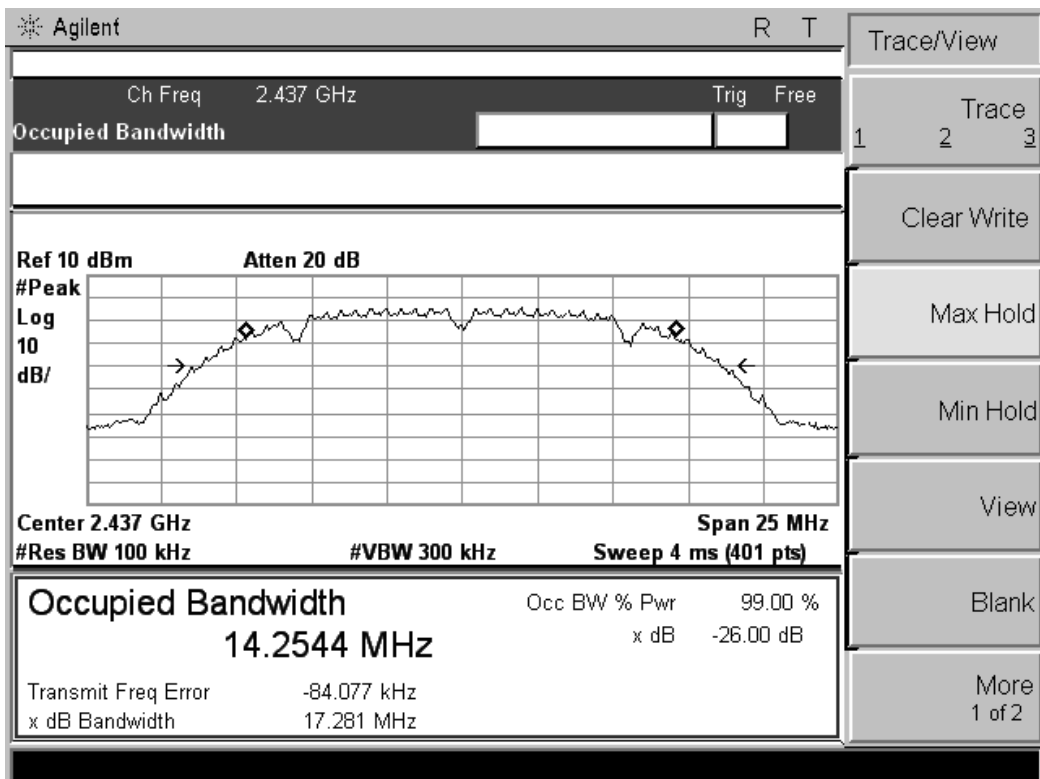 Agilent R T
Ch Freq 2.437 GHz Trig Free
Occupied Bandwidth
Ref 10 dBm Atten 20 dB
#Peak
Log
10
dB/
Center 2.437 GHz Span 25 MHz
#Res BW 100 kHz #VBW 300 kHz Sweep 4 ms (401 pts)
Occupied Bandwidth
14.2544 MHz
Occ BW % Pwr 99.00 %
x dB -26.00 dB
Transmit Freq Error -84.077 kHz
x dB Bandwidth 17.281 MHz
Trace/View
Trace
1 2 3
Clear Write
Max Hold
Min Hold
View
Blank
More
1 of 2